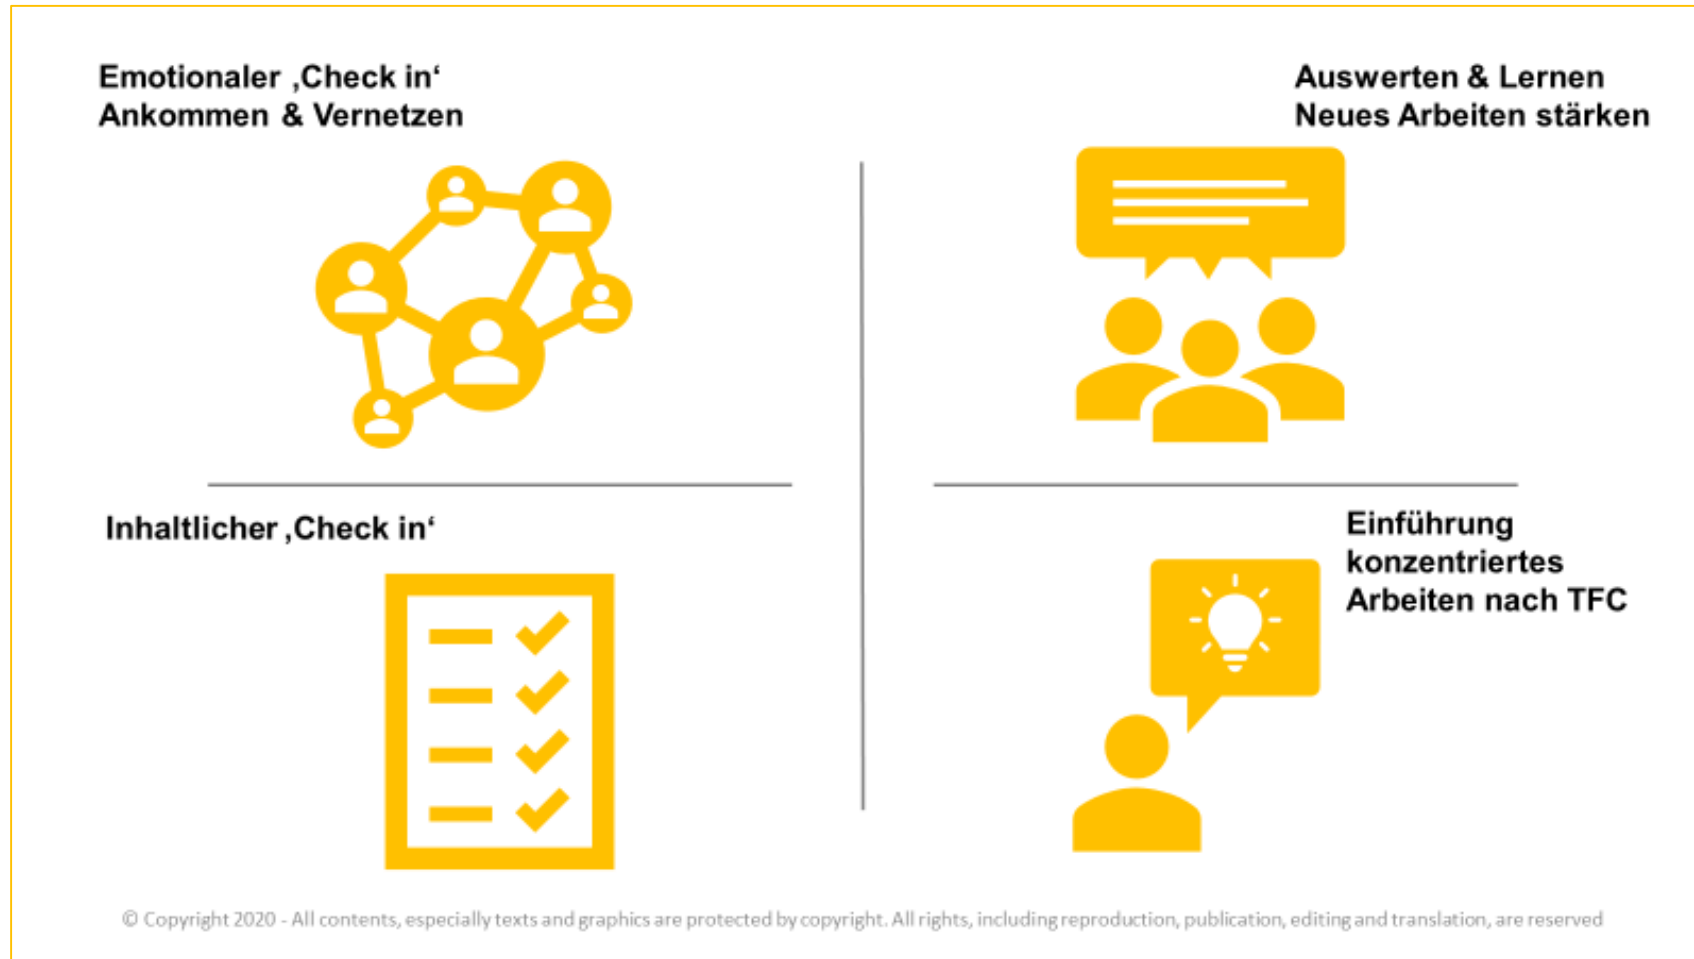 Emotionaler ‚Check in‘
Ankommen & Vernetzen
Auswerten & Lernen
Neues Arbeiten stärken
Inhaltlicher ‚Check in‘
Einführung
konzentriertes
Arbeiten nach TFC
© Copyright 2020 - All contents, especially texts and graphics are protected by copyright. All rights, including reproduction, publication, editing and translation, are reserved